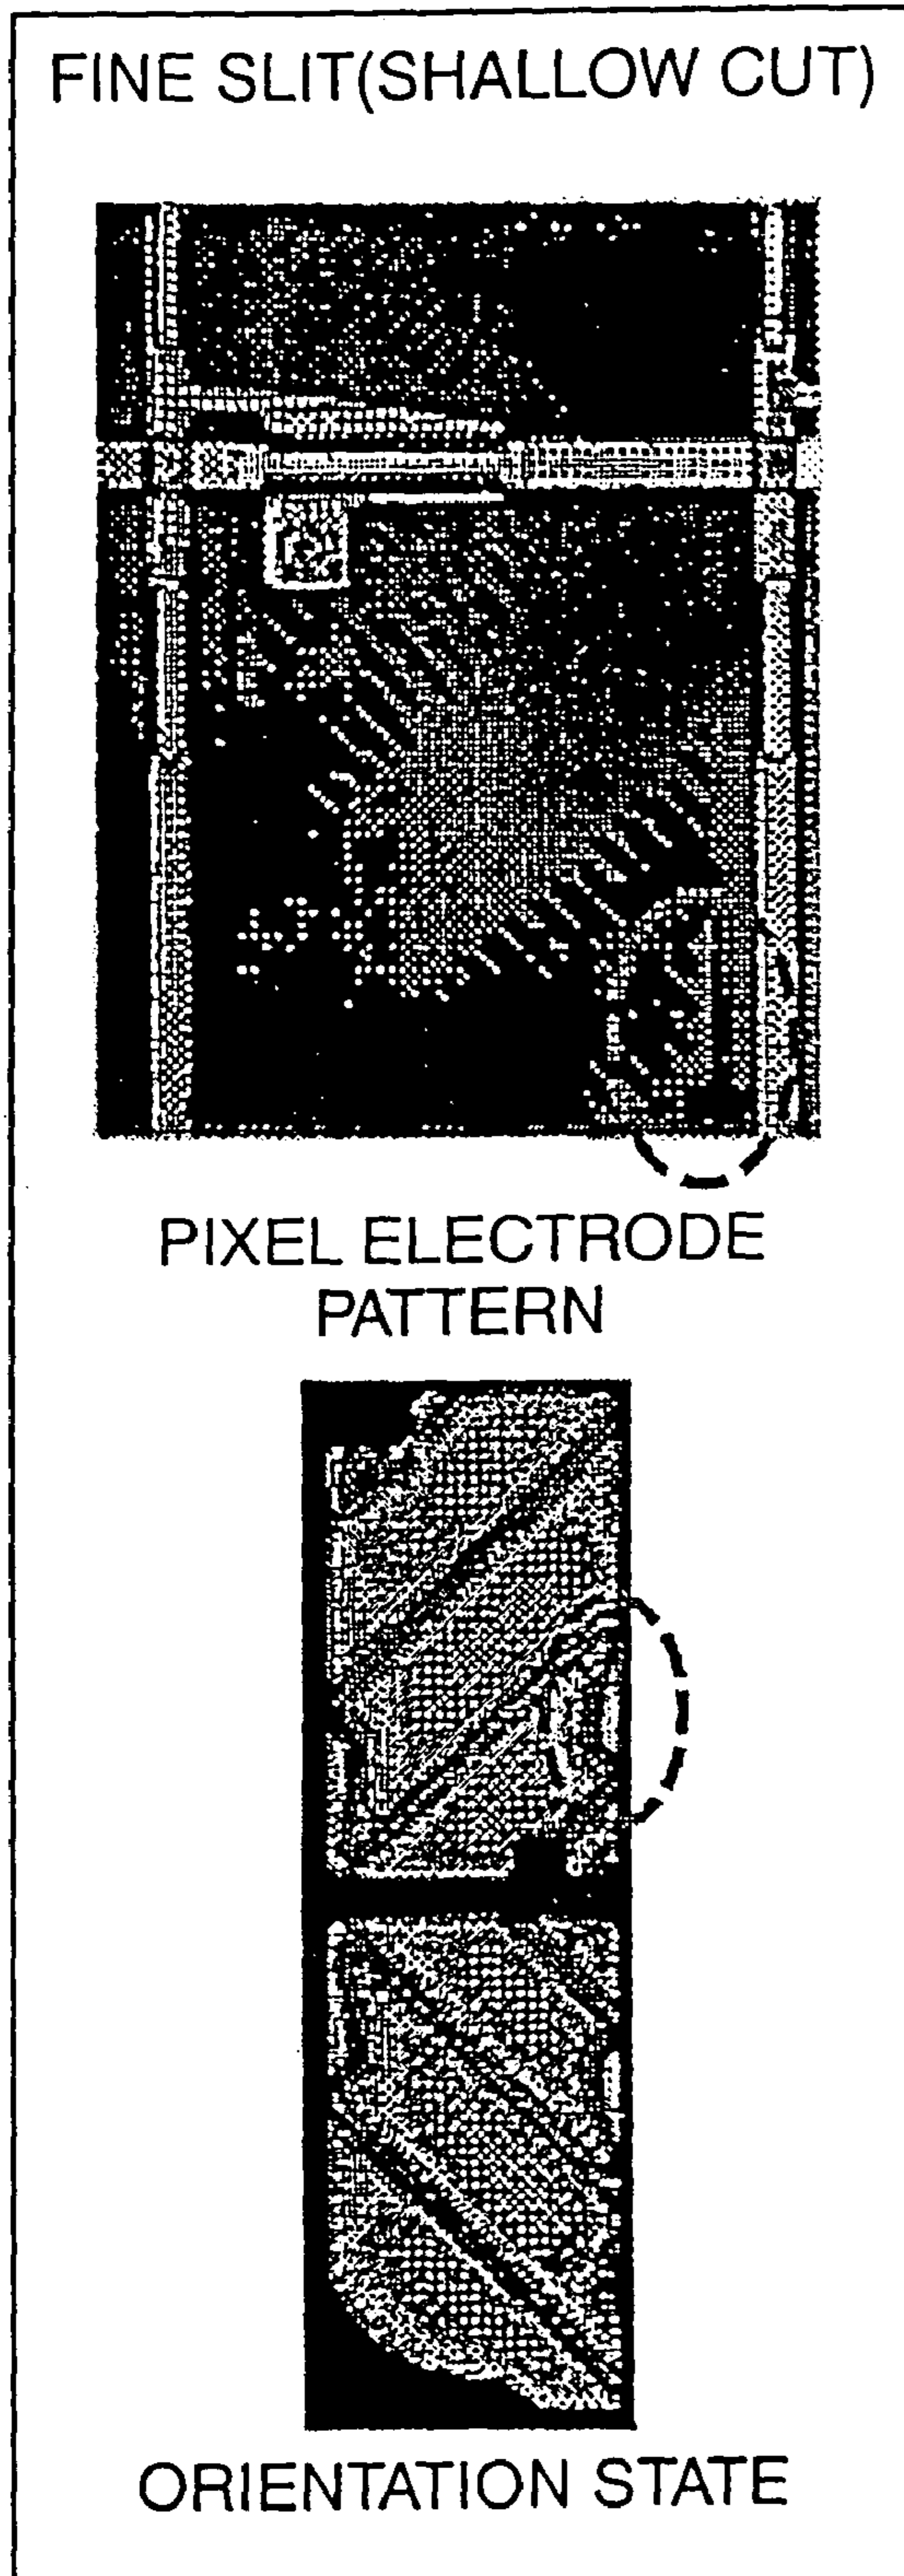 FINE SLIT(SHALLOW CUT)
PIXEL ELECTRODE
PATTERN
ORIENTATION STATE